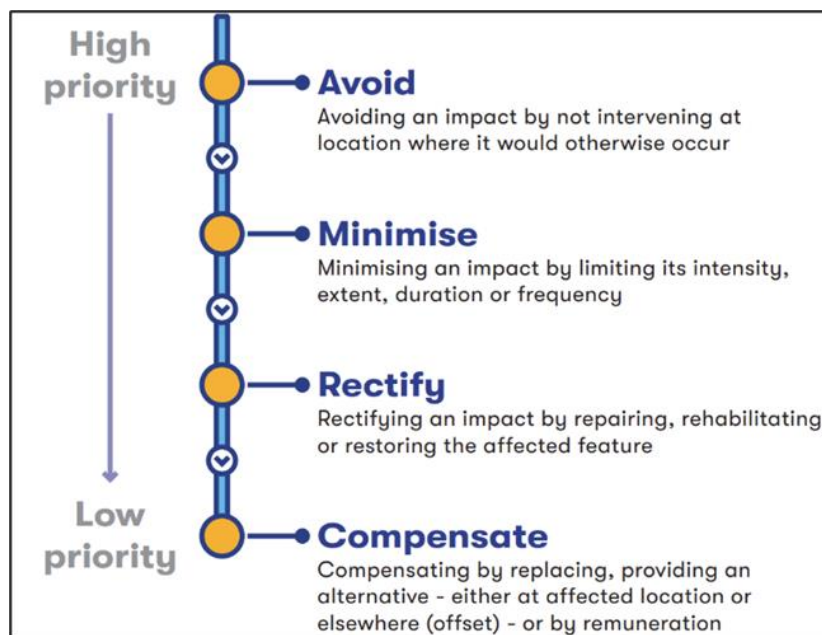 High
priority
Avoid
Avoiding an impact by not intervening at
location where it would otherwise occur
Minimise
Minimising an impact by limiting its intensity,
extent, duration or frequency
Rectify
Rectifying an impact by repairing, rehabilitating
or restoring the affected feature
Low
priority
Compensate
Compensating by replacing, providing an
alternative - either at affected location or
elsewhere (offset) - or by remuneration